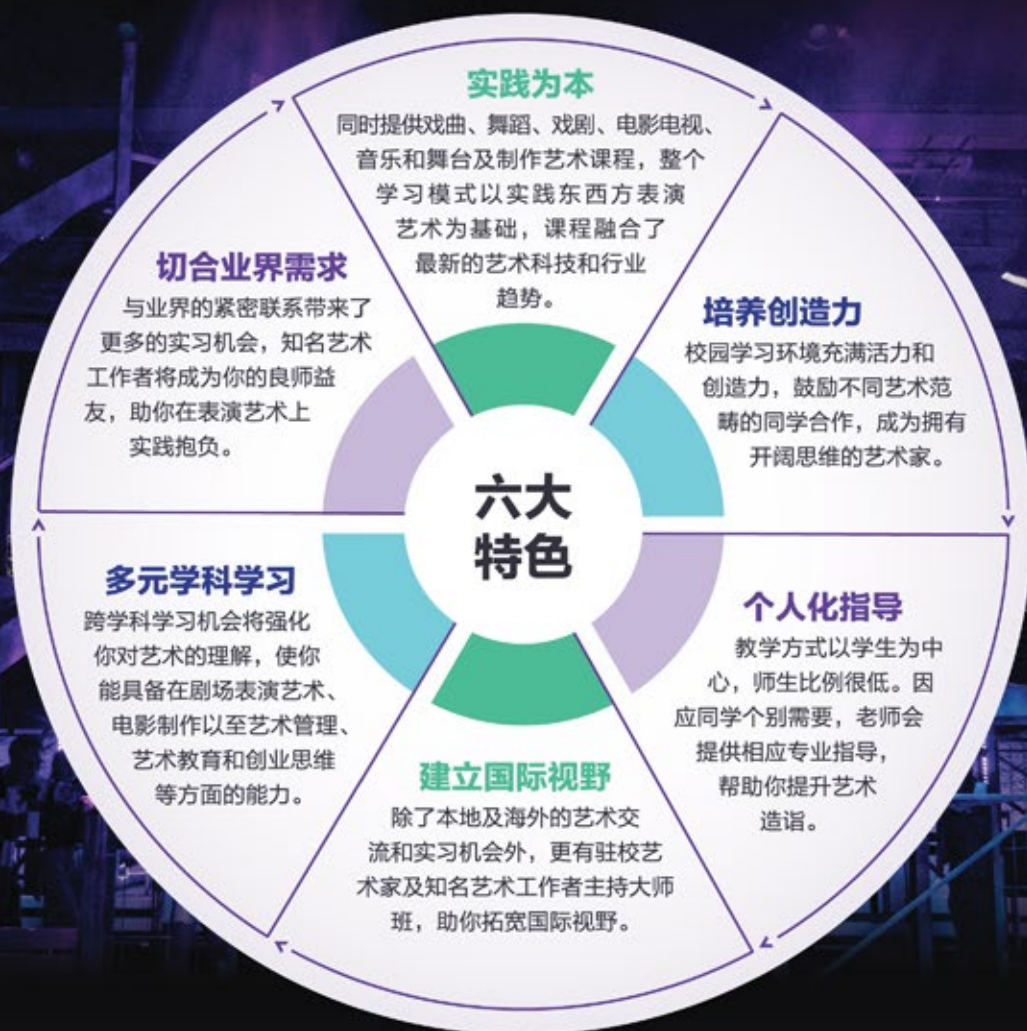 六大
特色
实践为本
同时提供戏曲、舞蹈、戏剧、电影电视、
音乐和舞台及制作艺术课程，整个
学习模式以实践东西方表演
艺术为基础，课程融合了
最新的艺术科技和行业
趋势。
培养创造力
校园学习环境充满活力和
创造力，鼓励不同艺术范
畴的同学合作，成为拥有
开阔思维的艺术家。
个人化指导
教学方式以学生为中
心，师生比例很低。因
应同学个别需要，老师会
提供相应专业指导，
帮助你提升艺术
造诣。
建立国际视野
除了本地及海外的艺术交
流和实习机会外，更有驻校艺
术家及知名艺术工作者主持大师
班，助你拓宽国际视野。
多元学科学习
跨学科学习机会将强化
你对艺术的理解，使你
能具备在剧场表演艺术、
电影制作以至艺术管理、
艺术教育和创业思维
等方面的能力。
切合业界需求
与业界的紧密联系带来了
更多的实习机会，知名艺术
工作者将成为你的良师益
友，助你在表演艺术上
实践抱负。